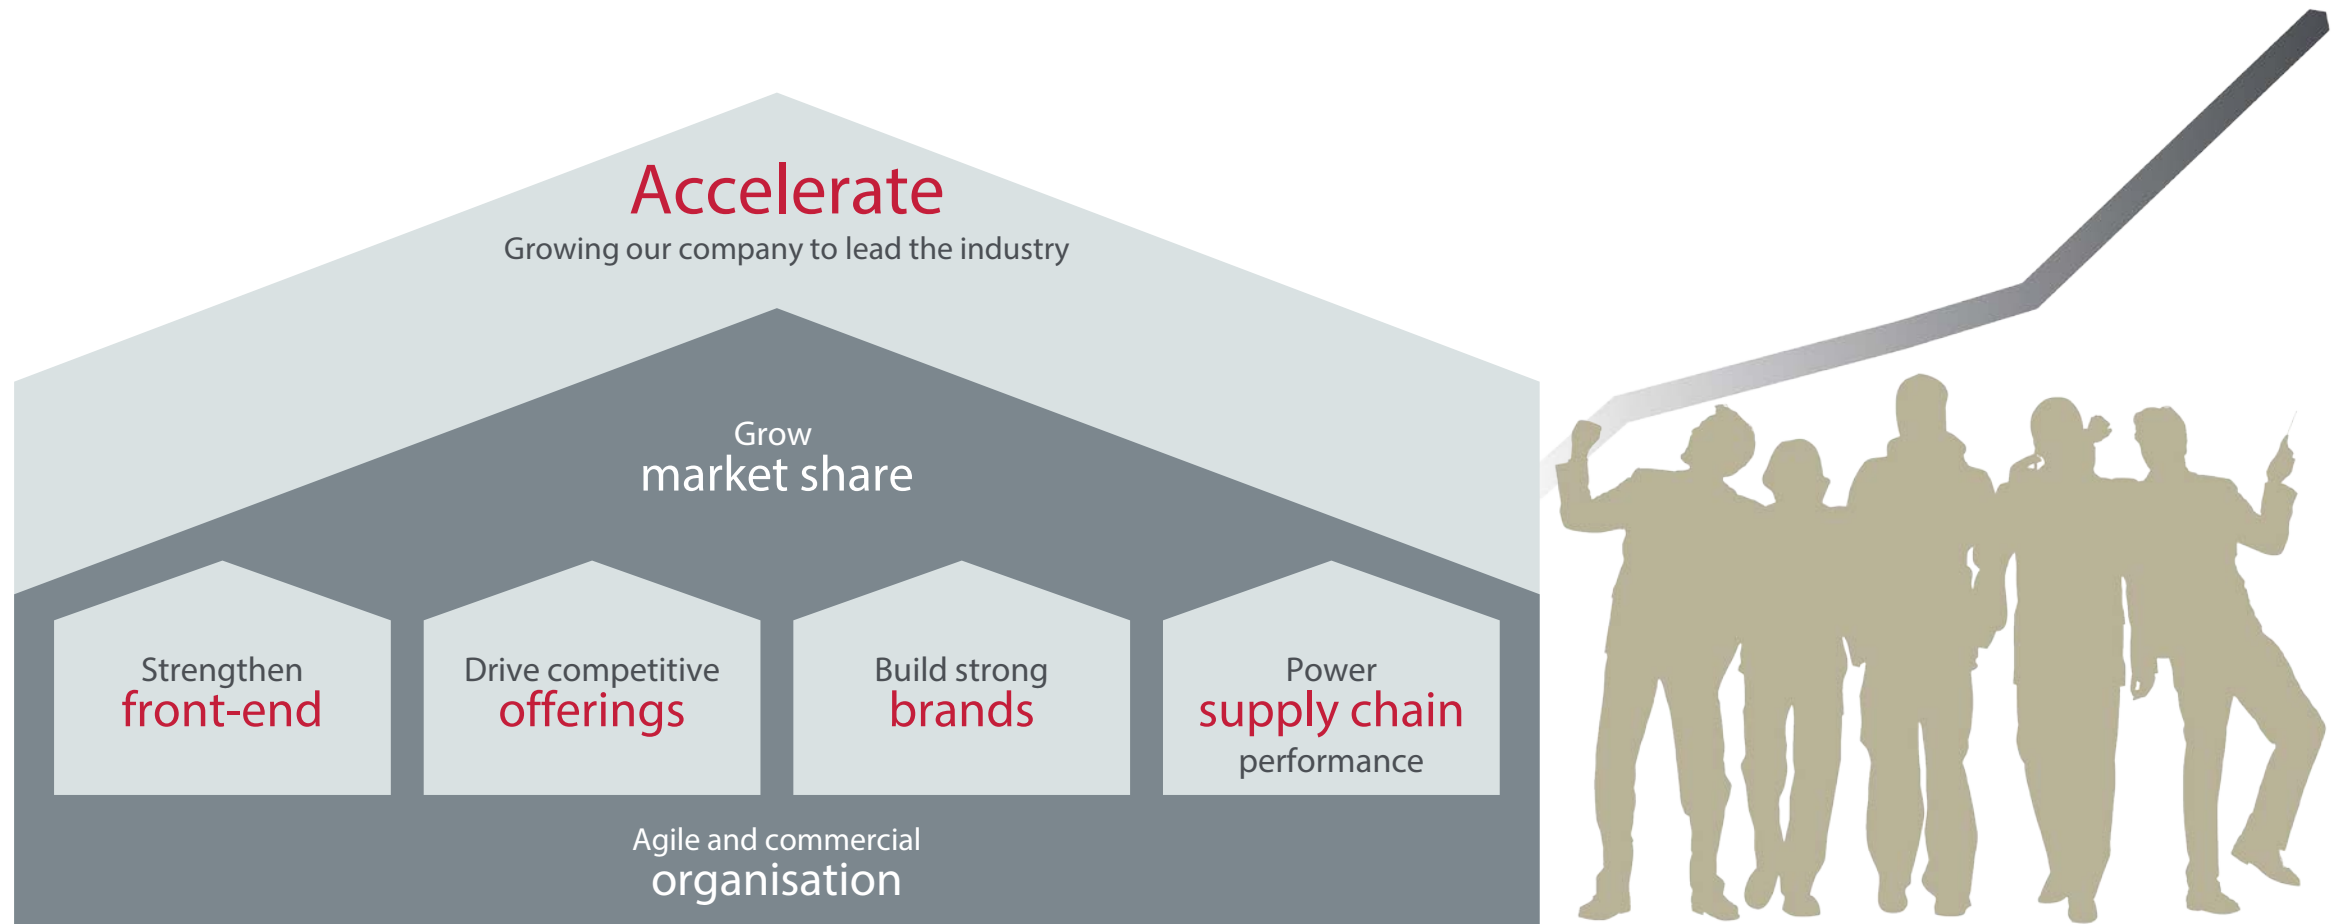 Accelerate
Growing our company to lead the industry
Grow
market share
Strengthen
front-end
Drive competitive
offerings
Build strong
brands
Power
supply chain
performance
Agile and commercial
organisation